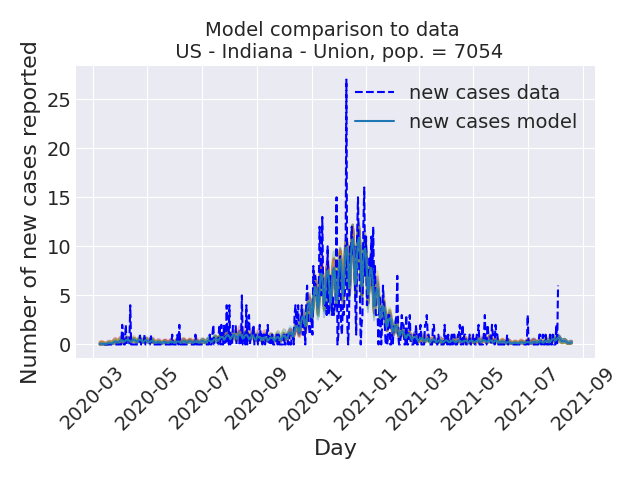 Model comparison to data
US - Indiana - Union, pop. = 7054
Number of new cases reported
25
20
15
10
5
0
new cases data
new cases model
2020-03
2020-05
2020-07
2020-09
2020-11
2021-01
2021-03
2021-05
2021-07
2021-09
Day